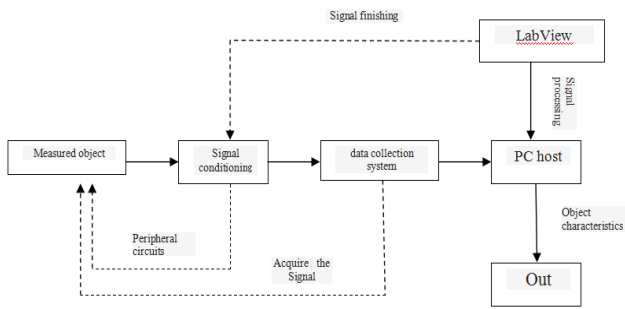 Signal finishing
LabView
Signal
processing
Measured object
Signal
conditioning
data collection
system
PC host
Peripheral
circuits
Acquire the
Signal
Object
characteristics
Out